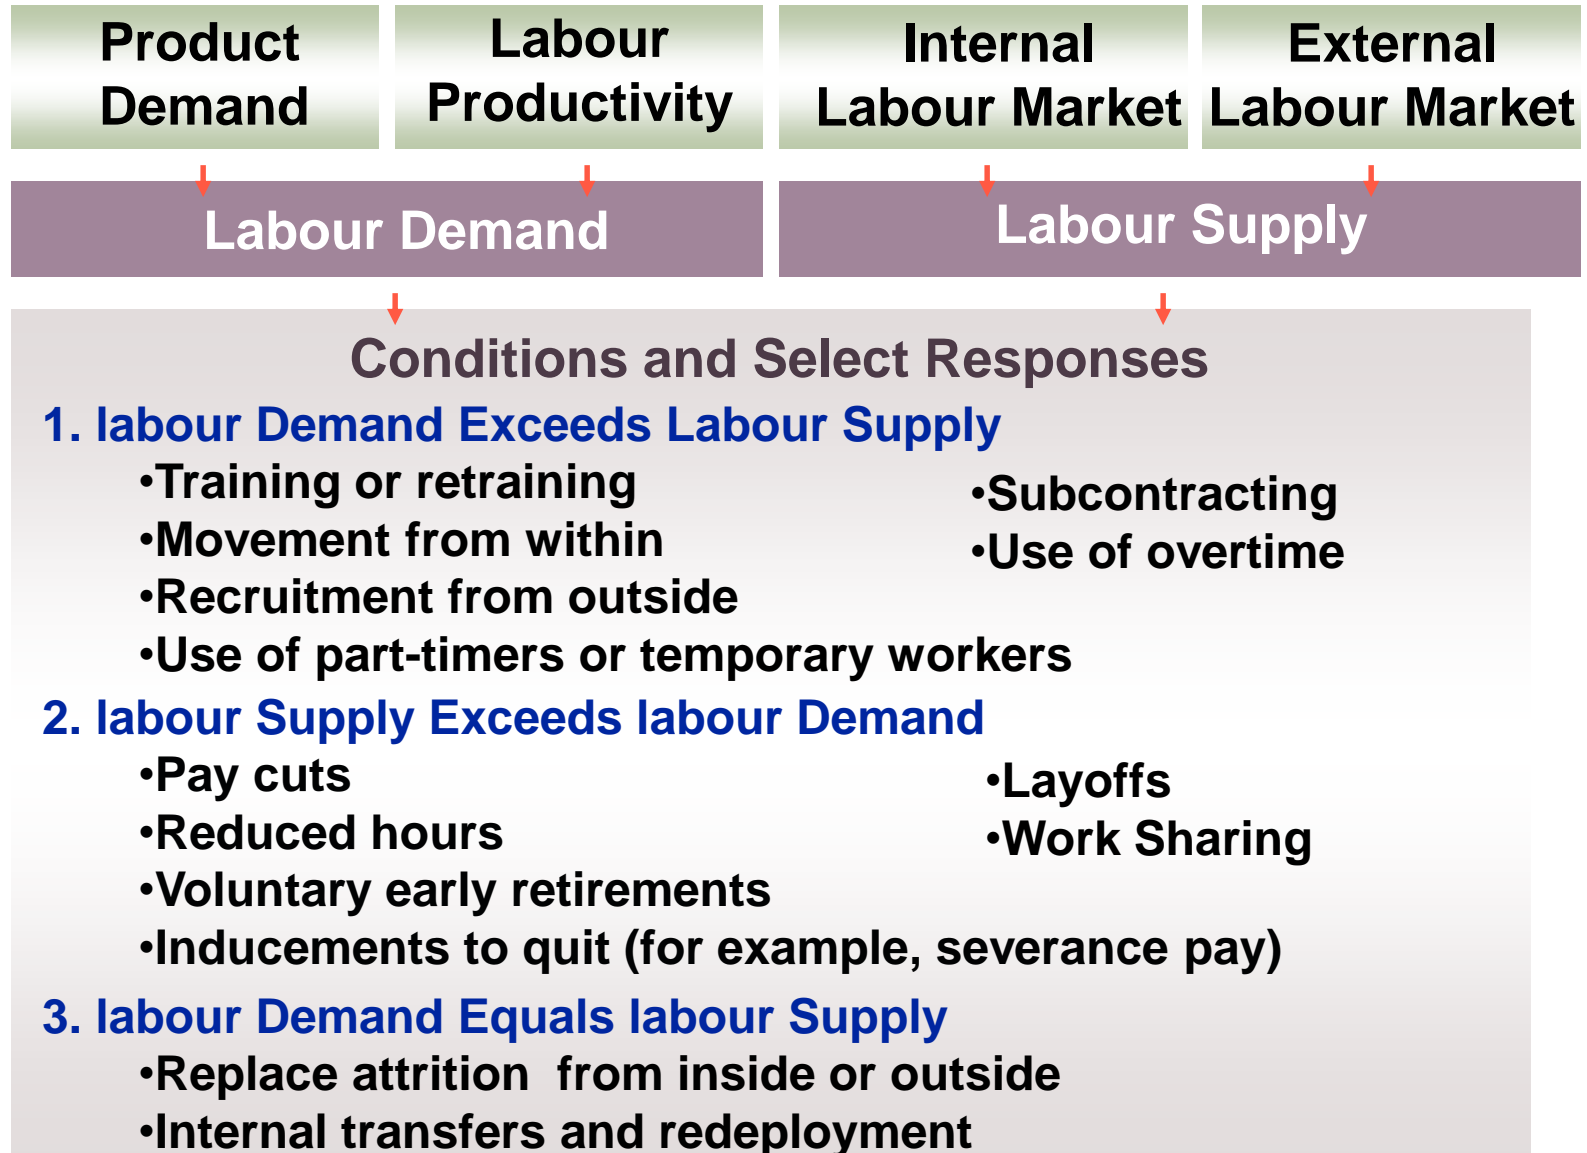 Product
Demand
Labour
Productivity
Internal
Labour Market
External
Labour Market
Labour Demand
Labour Supply
Conditions and Select Responses
1. labour Demand Exceeds Labour Supply
•Training or retraining
•Movement from within
•Recruitment from outside
•Use of part-timers or temporary workers
•Subcontracting
•Use of overtime
2. labour Supply Exceeds labour Demand
•Pay cuts
•Reduced hours
•Voluntary early retirements
•Inducements to quit (for example, severance pay)
•Layoffs
•Work Sharing
3. labour Demand Equals labour Supply
•Replace attrition  from inside or outside
•Internal transfers and redeployment